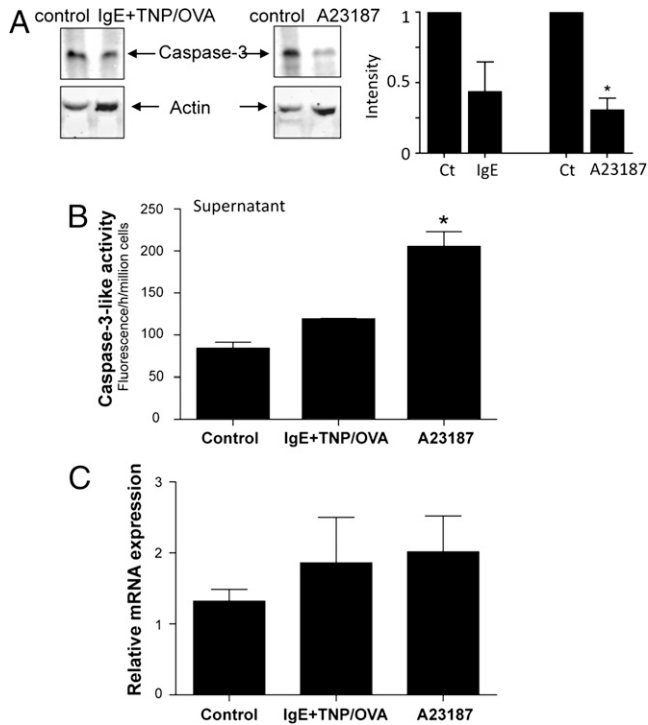 A
control IgE+TNP/OVA
control A23187
Caspase-3
Actin
Intensity
1
0.5
0
Ct IgE
Ct A23187
*
B
Supernatant
Caspase-3-like activity
Fluorescence/h/million cells
250
200
150
100
50
0
*
Control IgE+TNP/OVA A23187
C
Relative mRNA expression
3
2
1
0
Control IgE+TNP/OVA A23187